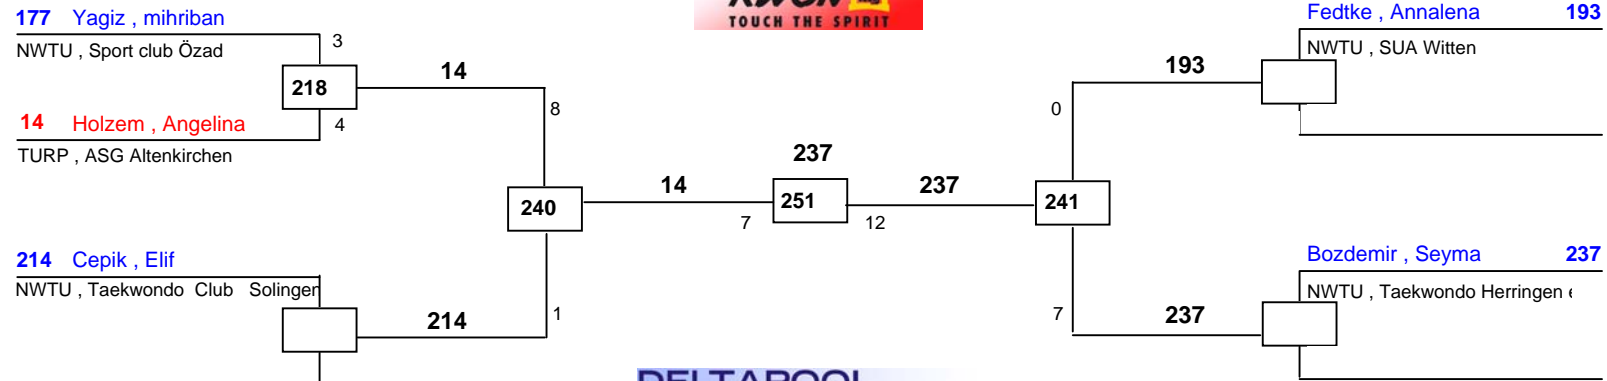 KWON
TOUCH THE SPIRIT
177 Yagiz , mihriban
NWTU , Sport club Özad
3
218
14
4
14 Holzem , Angelina
TURP , ASG Altenkirchen
8
240
14
214 Cepik , Elif
NWTU , Taekwondo Club Solingen
214
1
237
251
7
12
237
241
0
193
Fedtke , Annalena 193
NWTU , SUA Witten
7
237
Bozdemir , Seyma 237
NWTU , Taekwondo Herringen e
DELTAPOOL